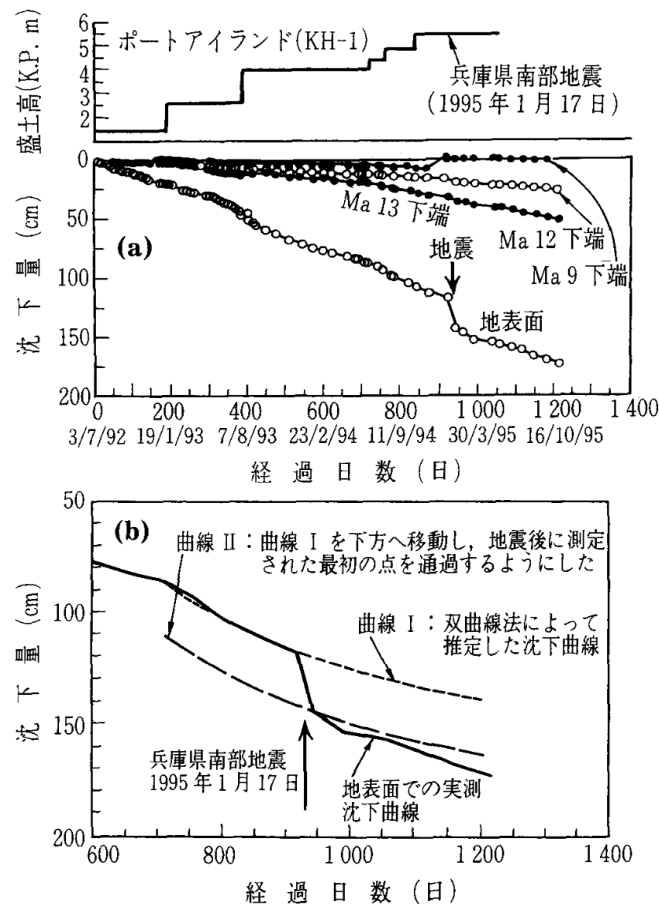 ポートアイランド(KH-1)
兵庫県南部地震
(1995年1月17日)
盛土高(K.P. m)
6
5
4
3
2
0
50
100
150
200
沈下量 (cm)
(a)
Ma 13 下端
Ma 12 下端
Ma 9 下端
地震
地表面
0 200 400 600 800 1 000 1 200 1 400
3/7/92 19/1/93 7/8/93 23/2/94 11/9/94 30/3/95 16/10/95
経過日数(日)
50
100
150
200
沈下量 (cm)
(b)
曲線 II：曲線 I を下方へ移動し，地震後に測定
された最初の点を通過するようにした
曲線 I：双曲線法によって
推定した沈下曲線
兵庫県南部地震
1995年1月17日
地表面での実測
沈下曲線
600 800 1 000 1 200 1 400
経過日数(日)